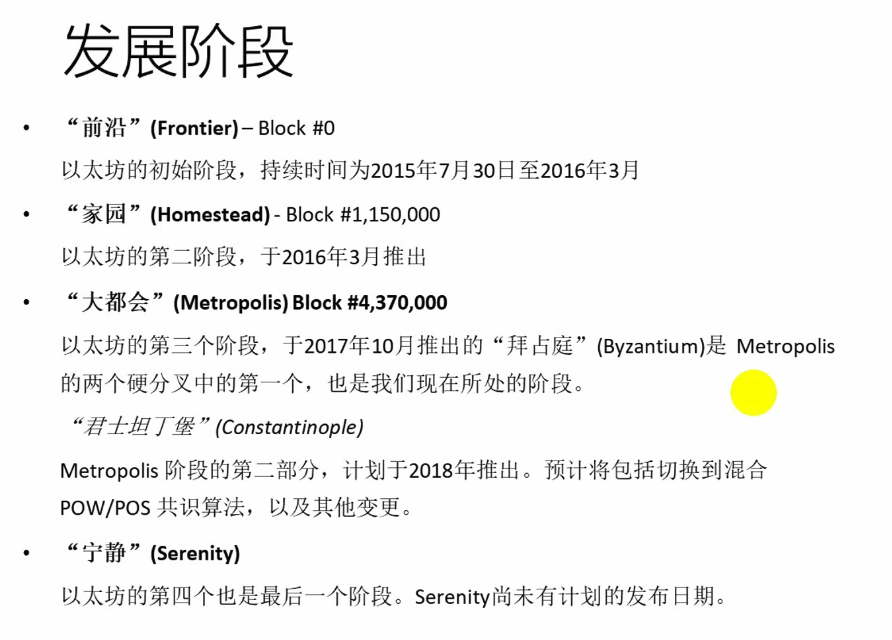 发展阶段
• “前沿”(Frontier) – Block #0
以太坊的初始阶段，持续时间为2015年7月30日至2016年3月
• “家园”(Homestead) - Block #1,150,000
以太坊的第二阶段，于2016年3月推出
• “大都会”(Metropolis) Block #4,370,000
以太坊的第三个阶段，于2017年10月推出的“拜占庭”(Byzantium)是 Metropolis
的两个硬分叉中的第一个，也是我们现在所处的阶段。
“君士坦丁堡”(Constantinople)
Metropolis 阶段的第二部分，计划于2018年推出。预计将包括切换到混合
POW/POS 共识算法，以及其他变更。
• “宁静”(Serenity)
以太坊的第四个也是最后一个阶段。Serenity尚未有计划的发布日期。